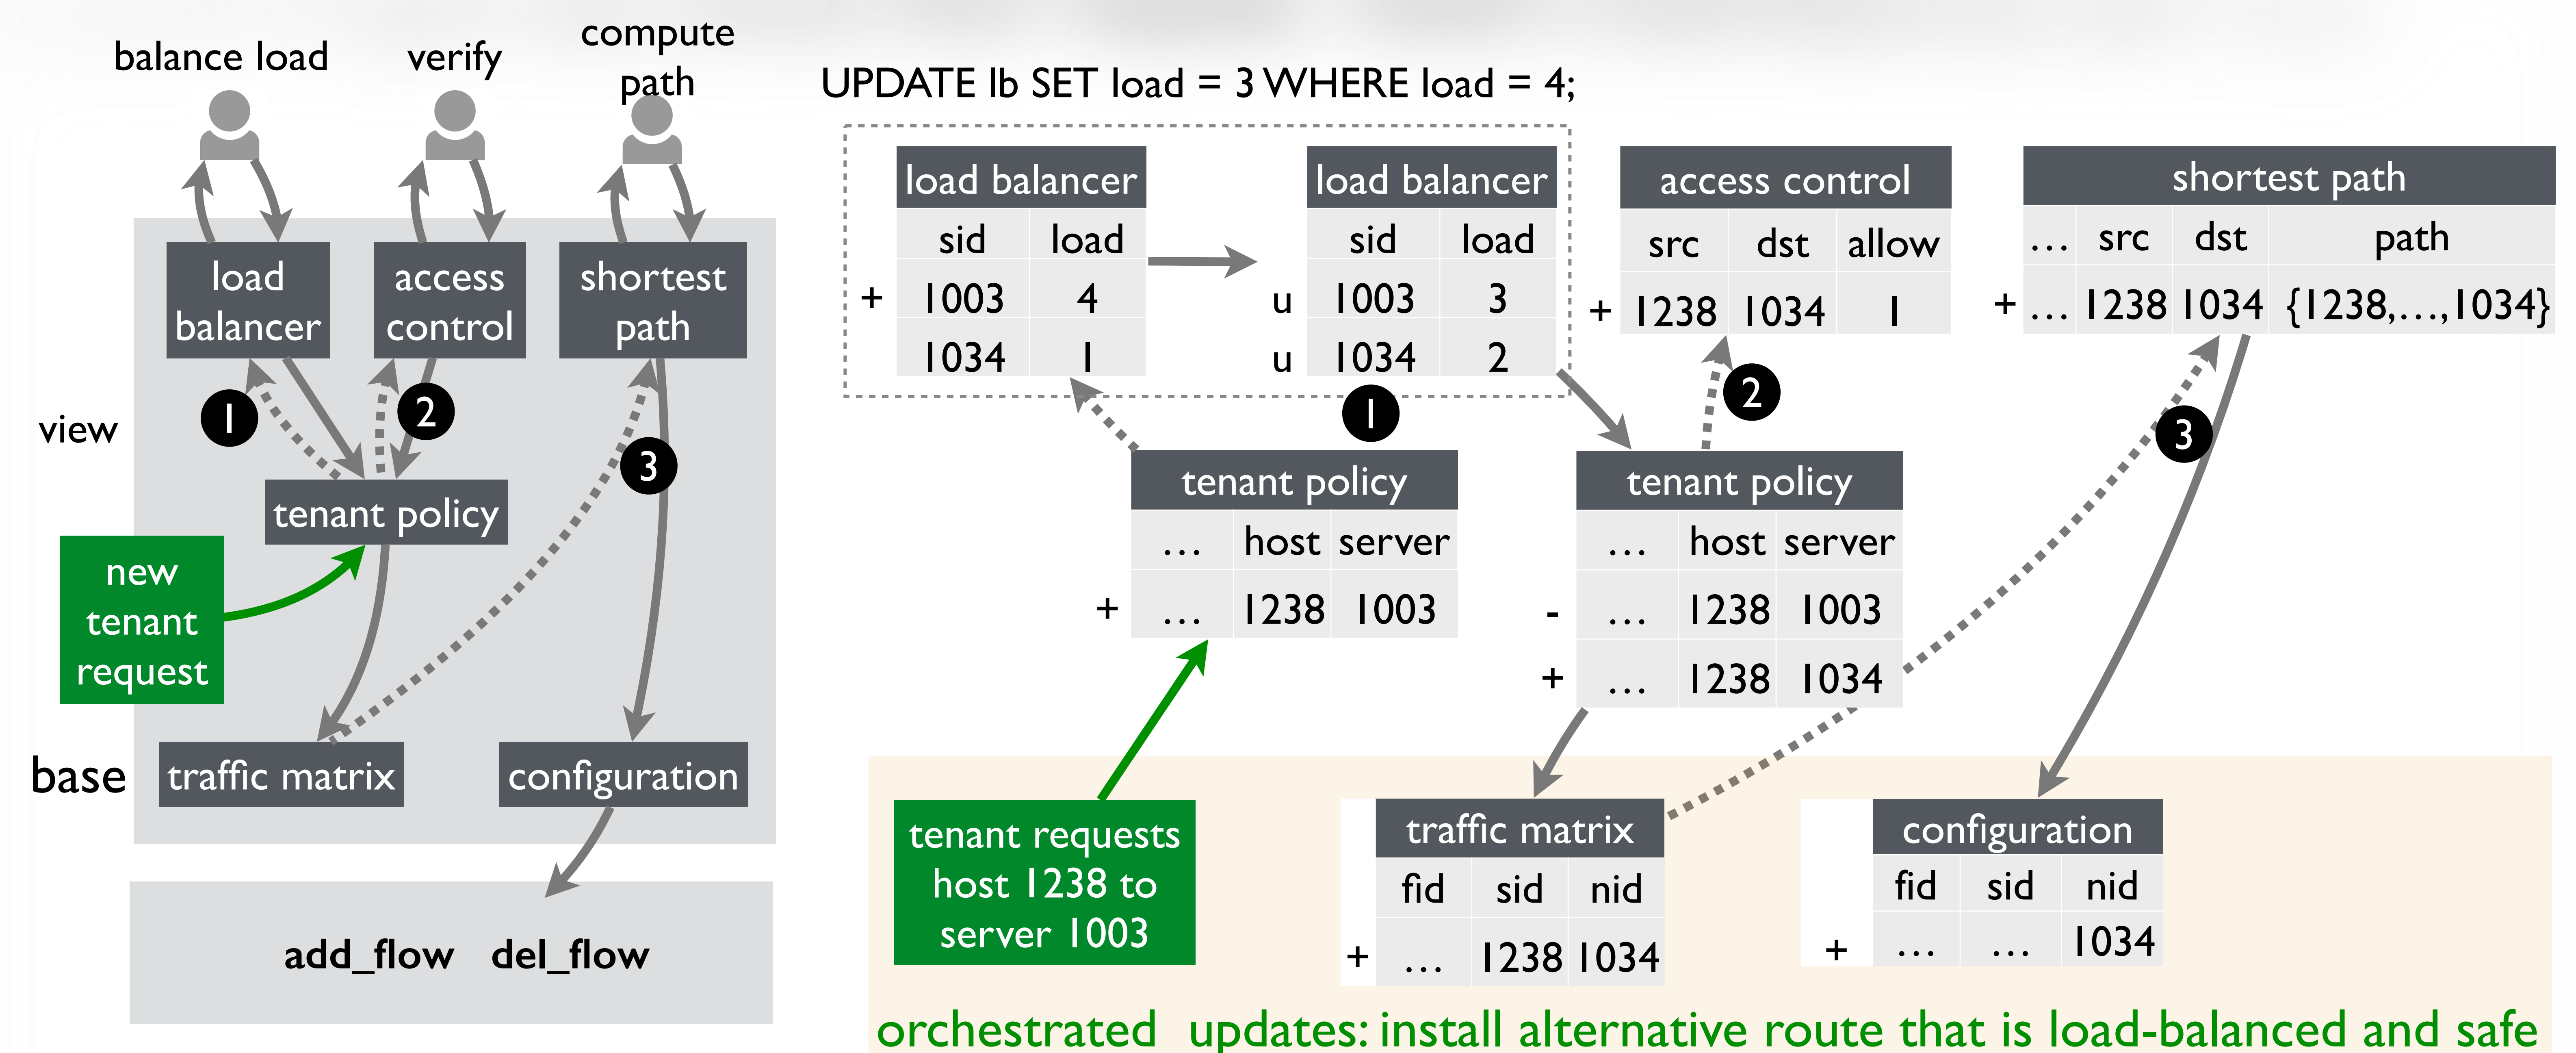 balance load
verify
compute
path
load
balancer
access
control
shortest
path
1
2
3
view
tenant policy
new
tenant
request
base
traffic matrix
configuration
add_flow del_flow
UPDATE lb SET load = 3 WHERE load = 4;
load balancer
sid load
+ 1003 4
1034 1
load balancer
sid load
u 1003 3
u 1034 2
access control
src dst allow
+ 1238 1034 1
shortest path
... src dst path
+ ... 1238 1034 {1238,...,1034}
1
2
3
tenant policy
... host server
+ ... 1238 1003
tenant policy
... host server
- ... 1238 1003
+ ... 1238 1034
tenant requests
host 1238 to
server 1003
traffic matrix
fid sid nid
+ ... 1238 1034
configuration
fid sid nid
+ ... ... 1034
orchestrated updates: install alternative route that is load-balanced and safe